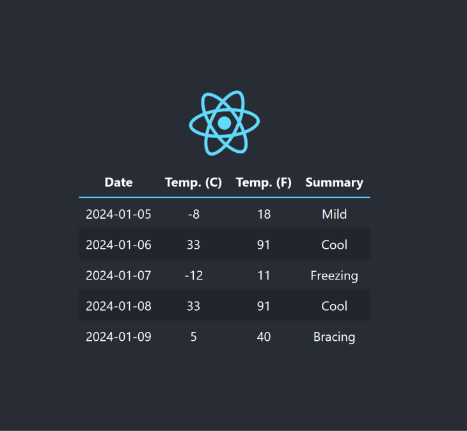 Date Temp. (C) Temp. (F) Summary
2024-01-05 -8 18 Mild
2024-01-06 33 91 Cool
2024-01-07 -12 11 Freezing
2024-01-08 33 91 Cool
2024-01-09 5 40 Bracing